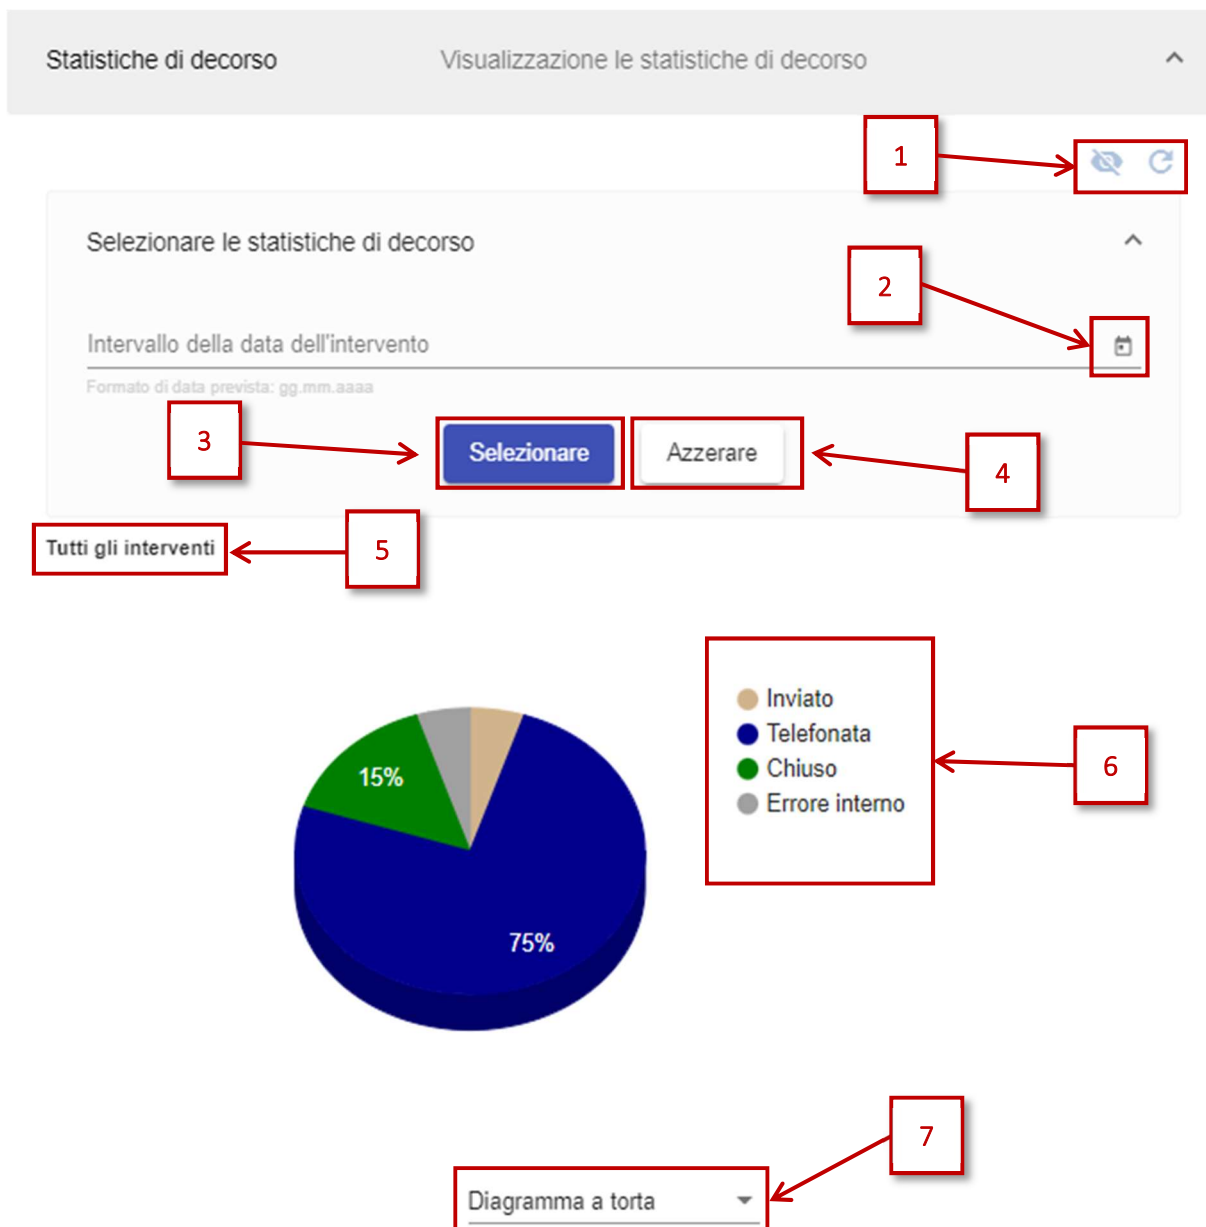 Statistiche di decorso
Visualizzazione le statistiche di decorso
1
Selezionare le statistiche di decorso
2
Intervallo della data dell'intervento
Formato di data prevista: gg.mm.aaaa
3
Selezionare
Azzerare
4
Tutti gli interventi
5
Inviato
Telefonata
Chiuso
Errore interno
6
15%
75%
7
Diagramma a torta